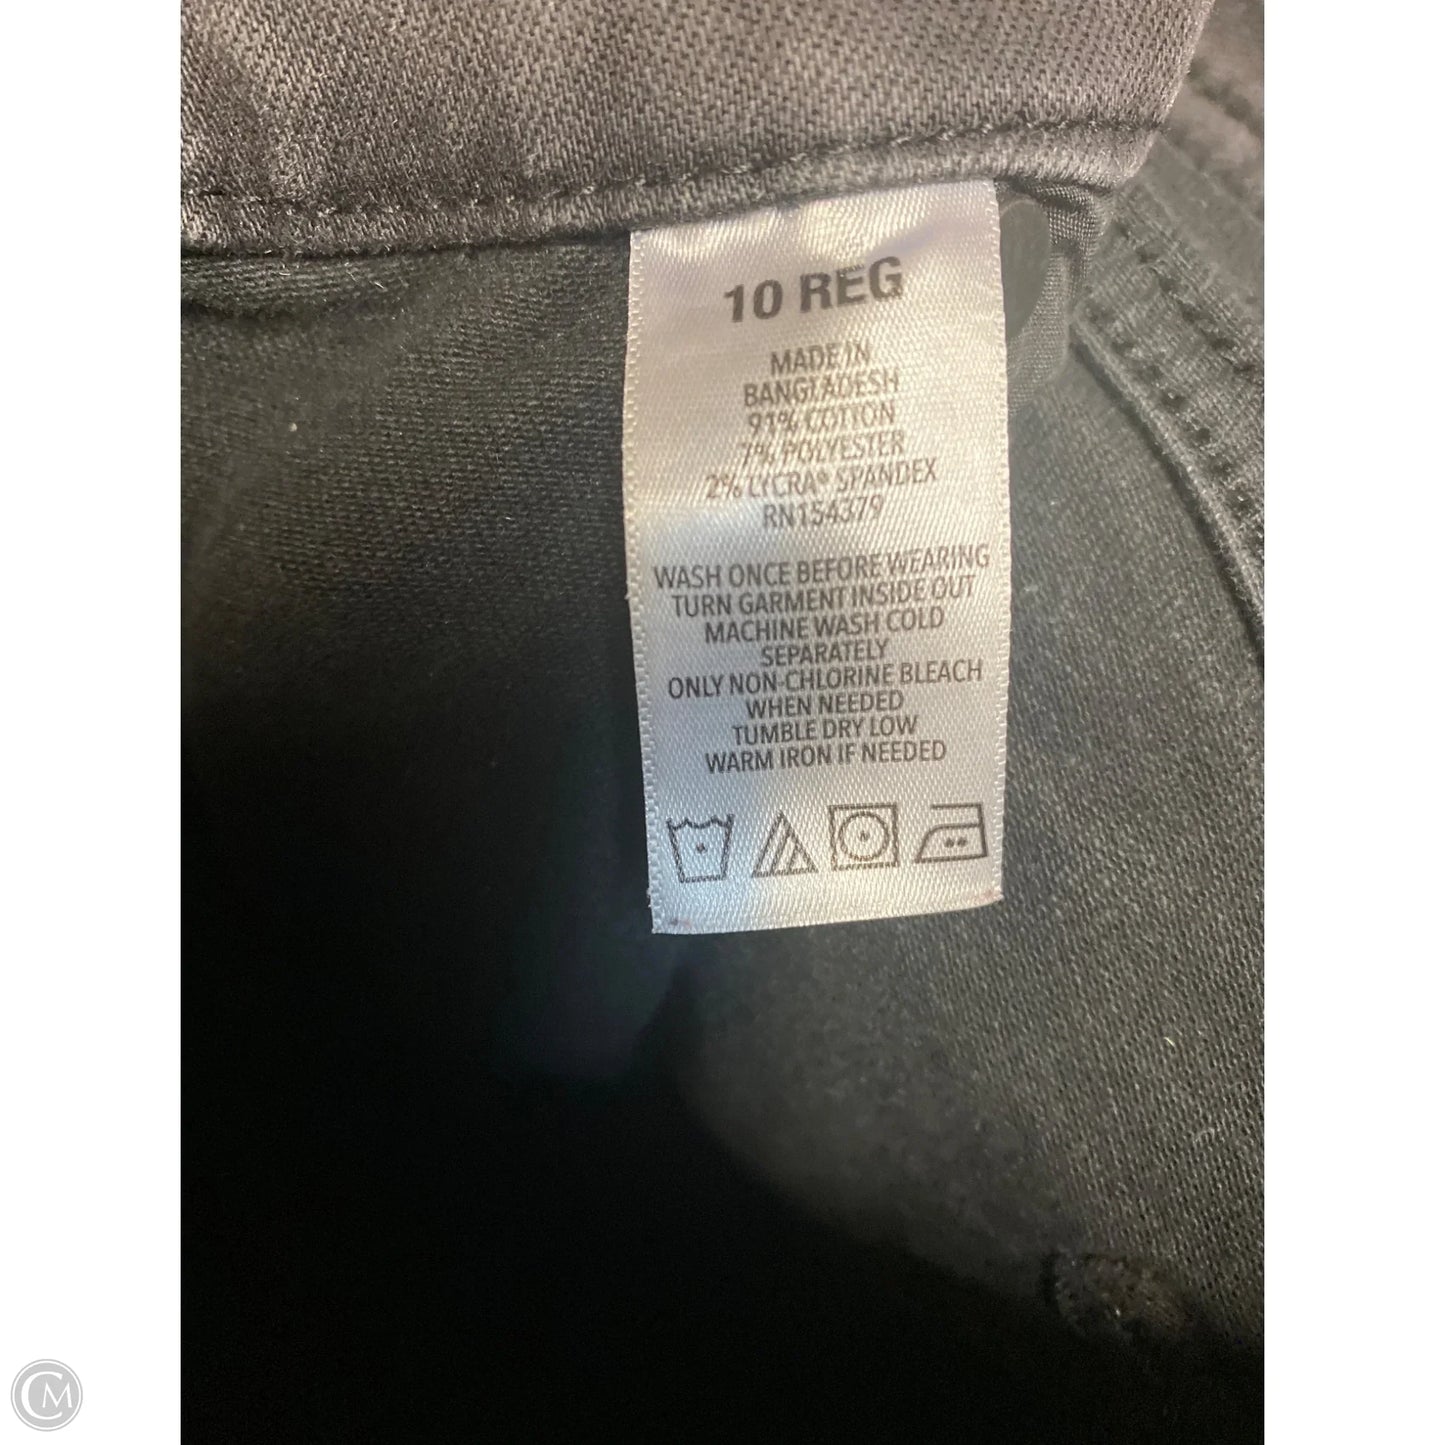 10 REG
MADE IN
BANGLADESH
91% COTTON
7% POLYESTER
2% LYCRA® SPANDEX
RN154379
WASH ONCE BEFORE WEARING
TURN GARMENT INSIDE OUT
MACHINE WASH COLD
SEPARATELY
ONLY NON-CHLORINE BLEACH
WHEN NEEDED
TUMBLE DRY LOW
WARM IRON IF NEEDED
CM